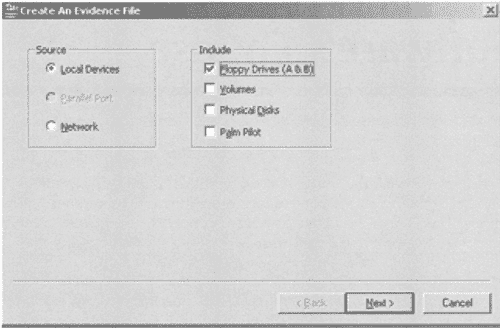 Create An Evidence File
Source
Local Devices
Parallel Port
Network
Include
Floppy Drives (A & B)
Volumes
Physical Disks
Palm Pilot
< Back
Next >
Cancel